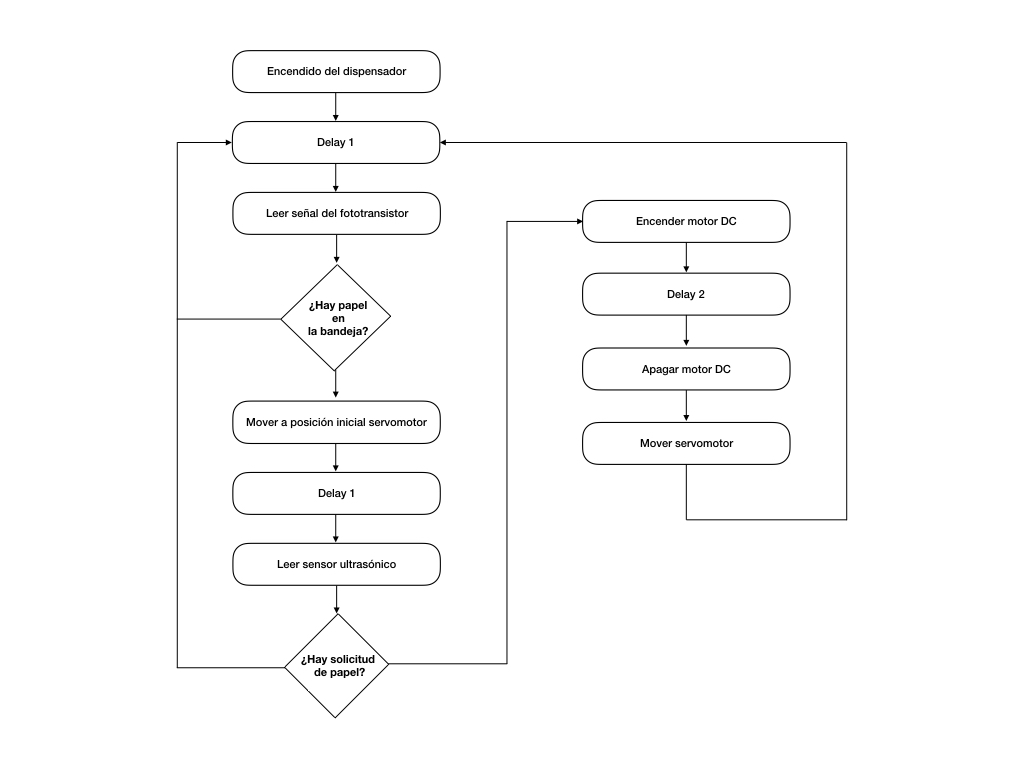 Encendido del dispensador
Delay 1
Leer señal del fototransistor
¿Hay papel
en
la bandeja?
Mover a posición inicial servomotor
Delay 1
Leer sensor ultrasónico
¿Hay solicitud
de papel?
Encender motor DC
Delay 2
Apagar motor DC
Mover servomotor